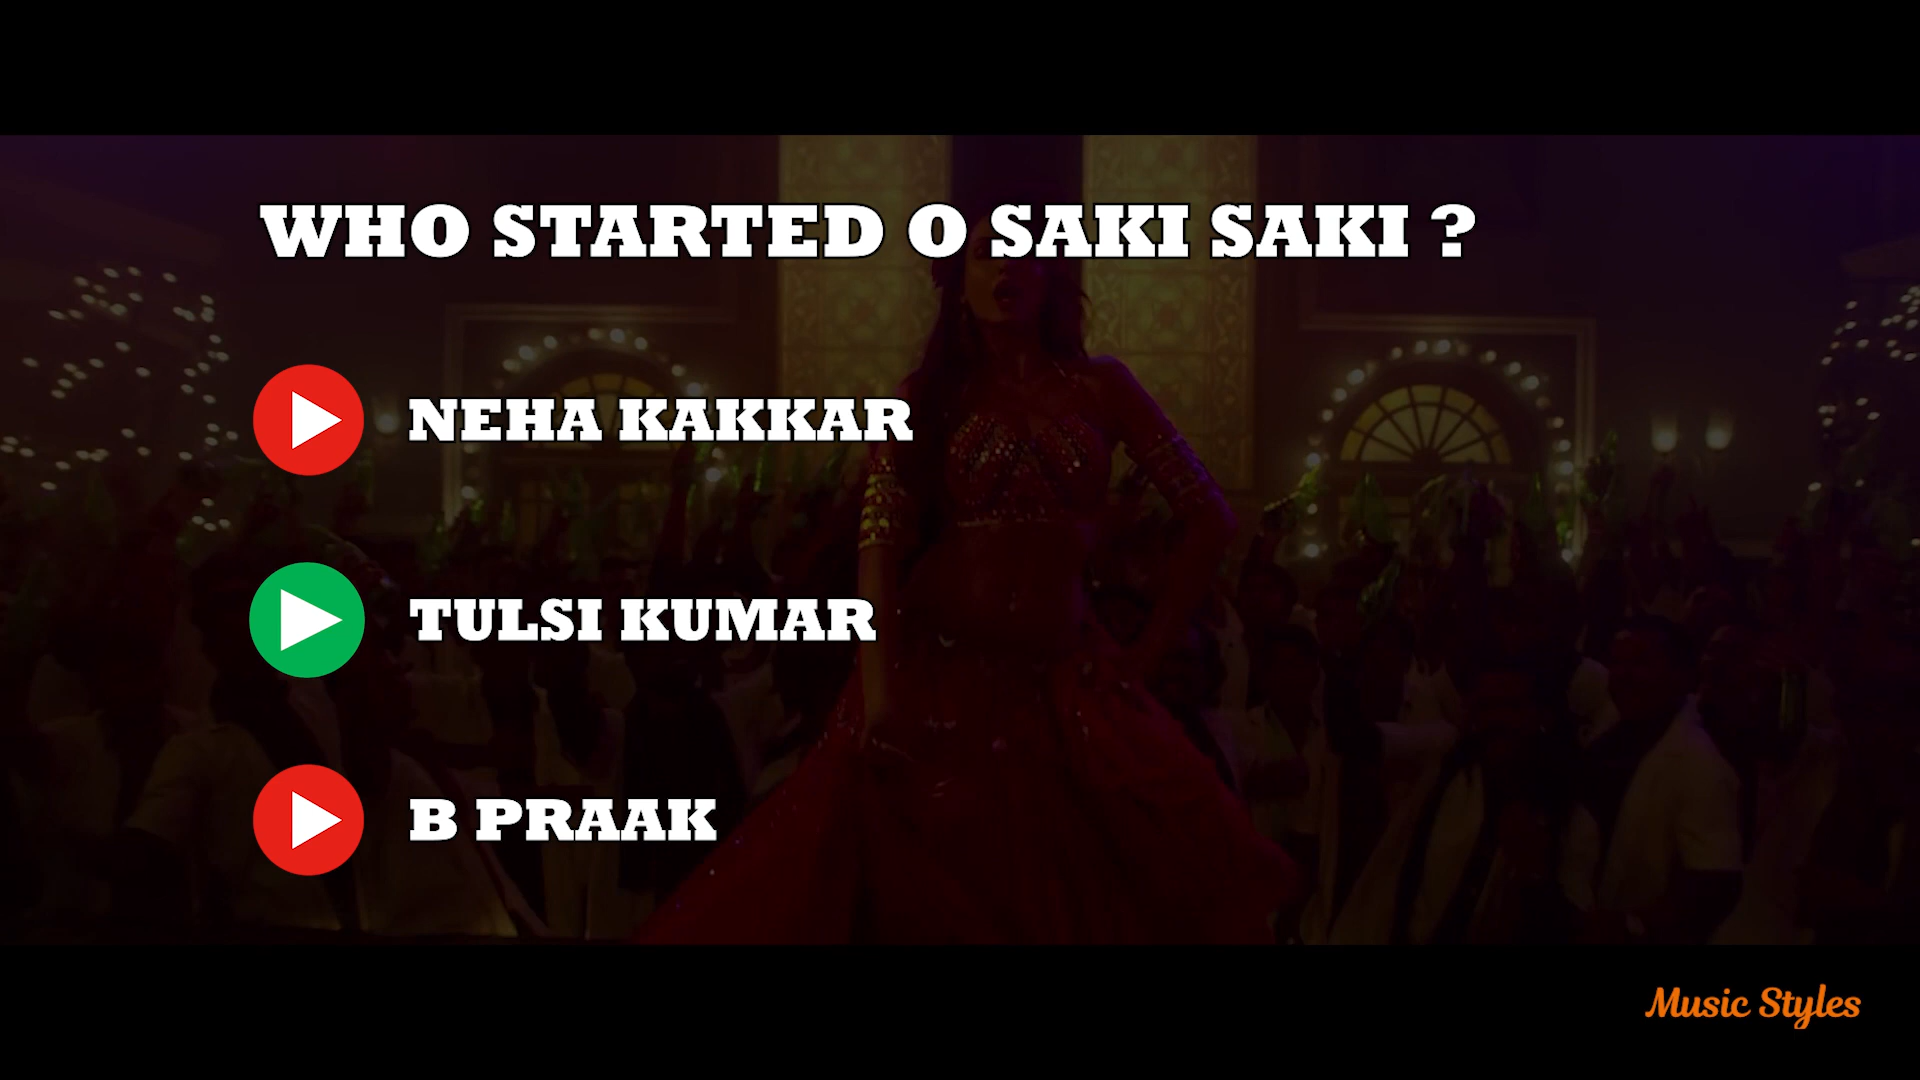 WHO STARTED O SAKI SAKI ?
NEHA KAKKAR
TULSI KUMAR
B PRAAK
Music Styles